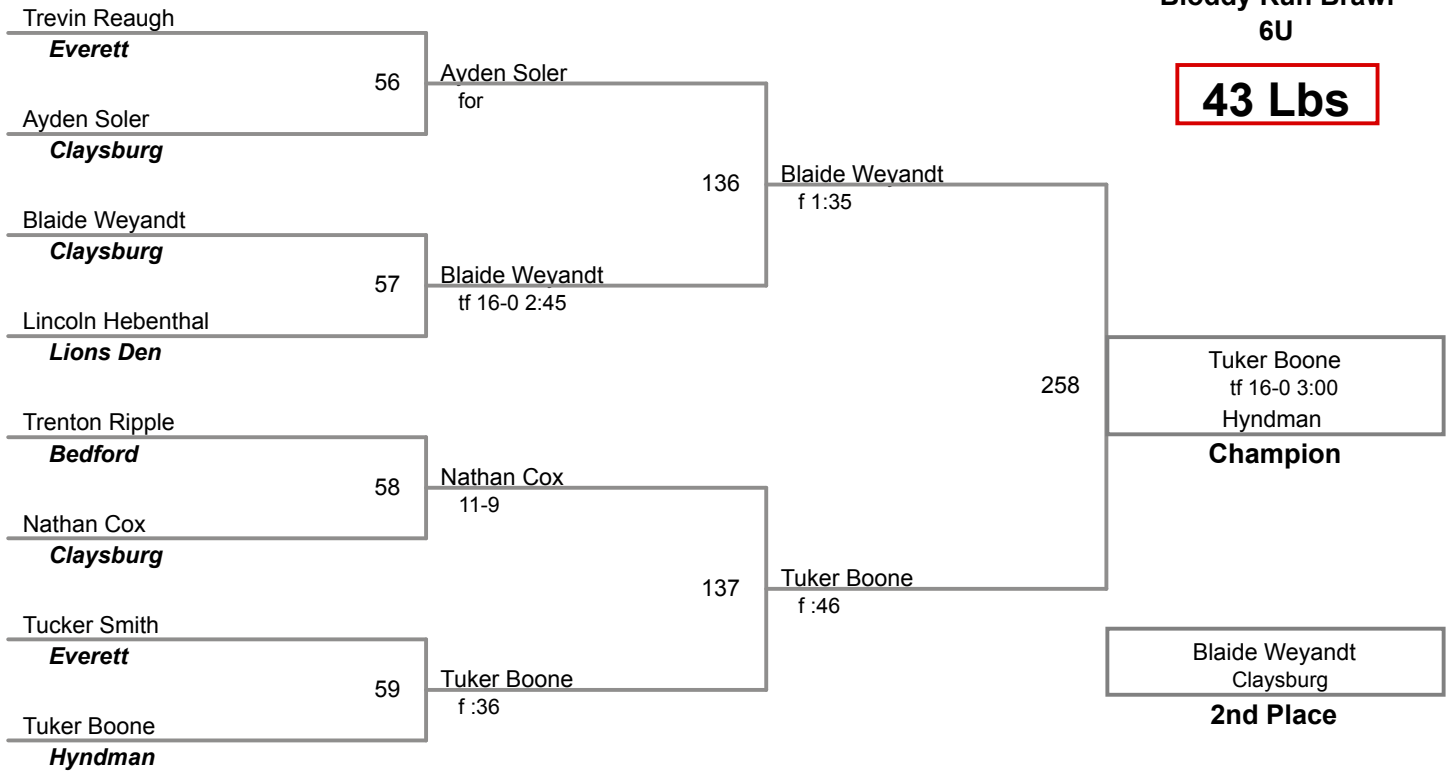 Bloody Run Brawl
6U
43 Lbs
Trevin Reaugh
Everett
56
Ayden Soler
for
Ayden Soler
Claysburg
136
Blaide Weyandt
f 1:35
Blaide Weyandt
Claysburg
57
Blaide Weyandt
tf 16-0 2:45
Lincoln Hebenthal
Lions Den
258
Tuker Boone
tf 16-0 3:00
Hyndman
Champion
Trenton Ripple
Bedford
58
Nathan Cox
11-9
Nathan Cox
Claysburg
137
Tuker Boone
f :46
Tucker Smith
Everett
59
Tuker Boone
f :36
Tuker Boone
Hyndman
Blaide Weyandt
Claysburg
2nd Place